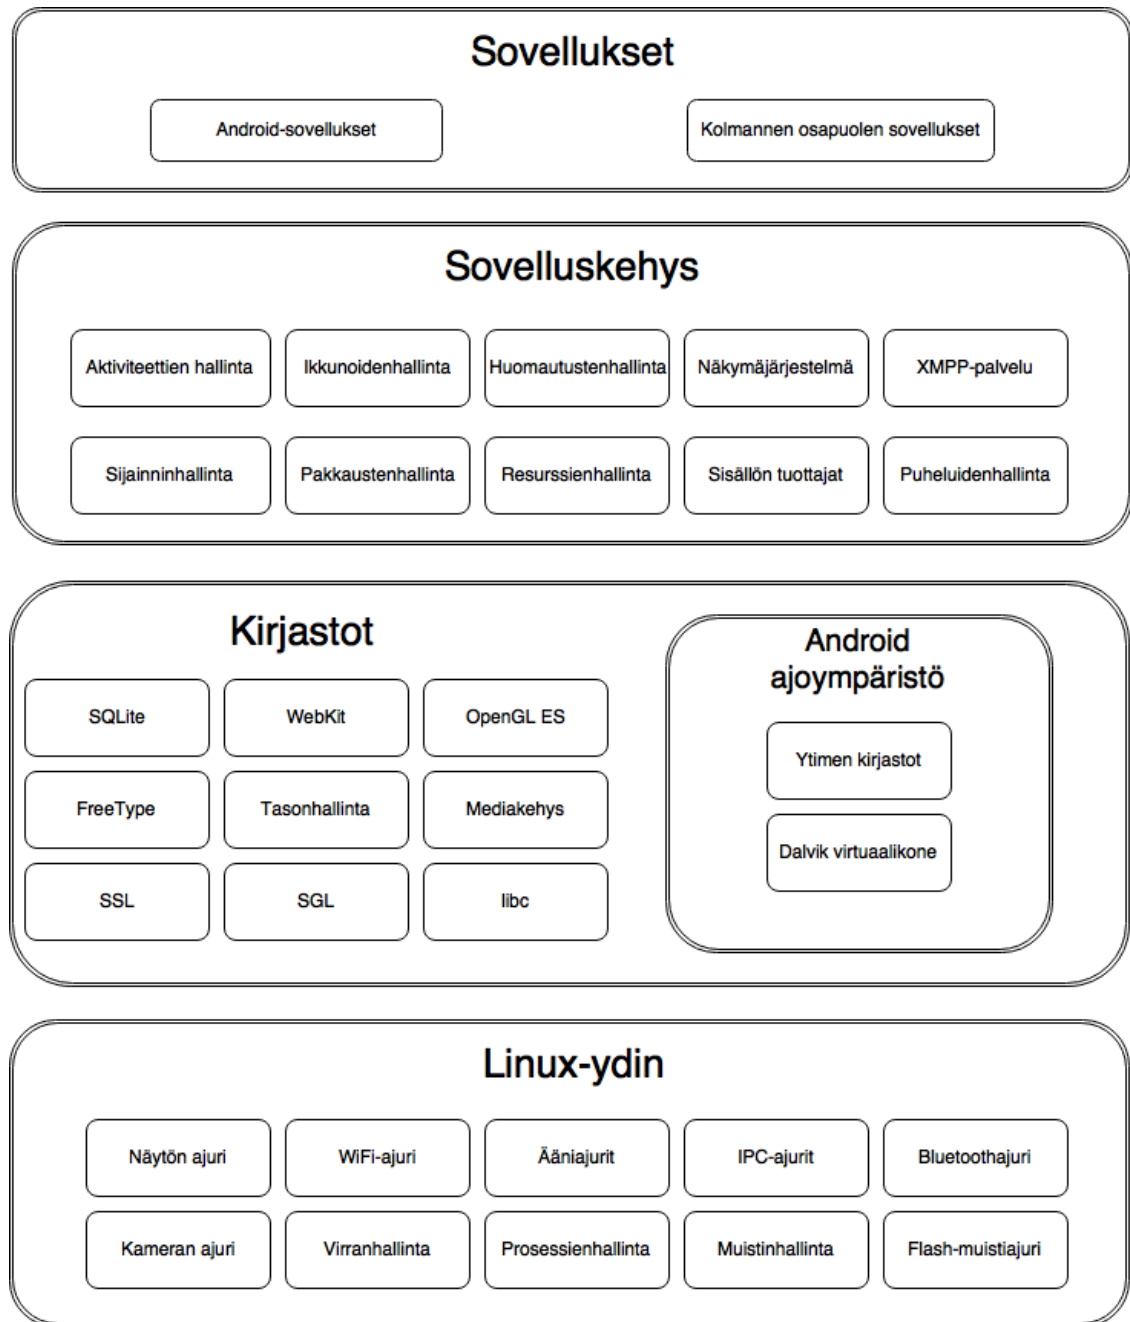 Sovellukset
Android-sovellukset
Kolmannen osapuolen sovellukset
Sovelluskehys
Aktiviteettien hallinta
Ikkunoidenhallinta
Huomautustenhallinta
Näkymäjärjestelmä
XMPP-palvelu
Sijainninhallinta
Pakkaustenhallinta
Resurssienhallinta
Sisällön tuottajat
Puheluidenhallinta
Kirjastot
SQLite
WebKit
OpenGL ES
FreeType
Tasonhallinta
Mediakehys
SSL
SGL
libc
Android
ajoympäristö
Ytimen kirjastot
Dalvik virtuaalikone
Linux-ydin
Näytön ajuri
WiFi-ajuri
Ääniajurit
IPC-ajurit
Bluetoothajuri
Kameran ajuri
Virranhallinta
Prosessienhallinta
Muistinhallinta
Flash-muistiajuri